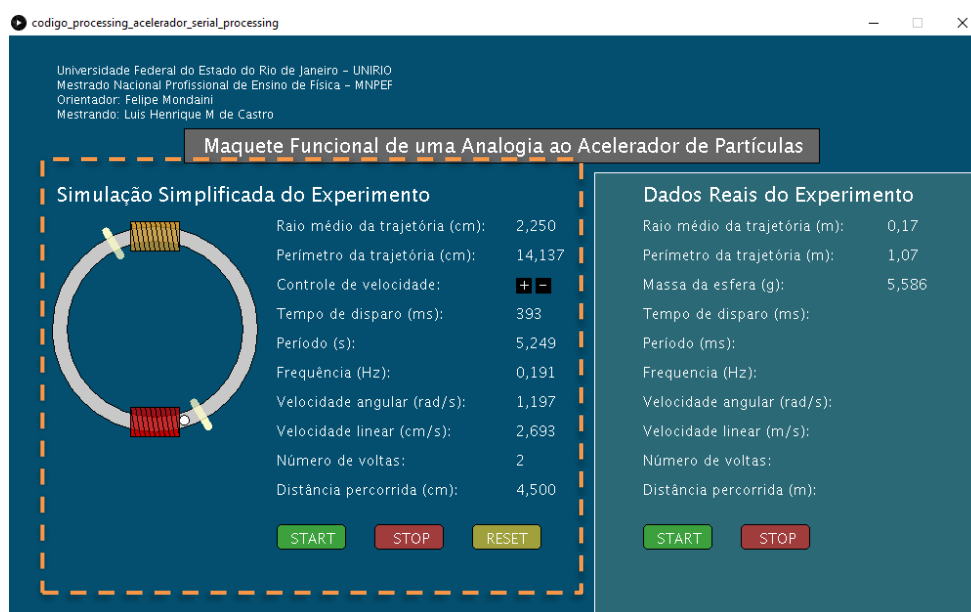 codigo_processing_acelerador_serial_processing
Universidade Federal do Estado do Rio de Janeiro – UNIRIO
Mestrado Nacional Profissional de Ensino de Física – MNPEF
Orientador: Felipe Mondaini
Mestrando: Luis Henrique M de Castro
Maquete Funcional de uma Analogia ao Acelerador de Partículas
Simulação Simplificada do Experimento
Raio médio da trajetória (cm): 2,250
Perímetro da trajetória (cm): 14,137
Controle de velocidade: + −
Tempo de disparo (ms): 393
Período (s): 5,249
Frequência (Hz): 0,191
Velocidade angular (rad/s): 1,197
Velocidade linear (cm/s): 2,693
Número de voltas: 2
Distância percorrida (cm): 4,500
START STOP RESET
Dados Reais do Experimento
Raio médio da trajetória (m): 0,17
Perímetro da trajetória (m): 1,07
Massa da esfera (g): 5,586
Tempo de disparo (ms):
Período (ms):
Frequencia (Hz):
Velocidade angular (rad/s):
Velocidade linear (m/s):
Número de voltas:
Distância percorrida (m):
START STOP